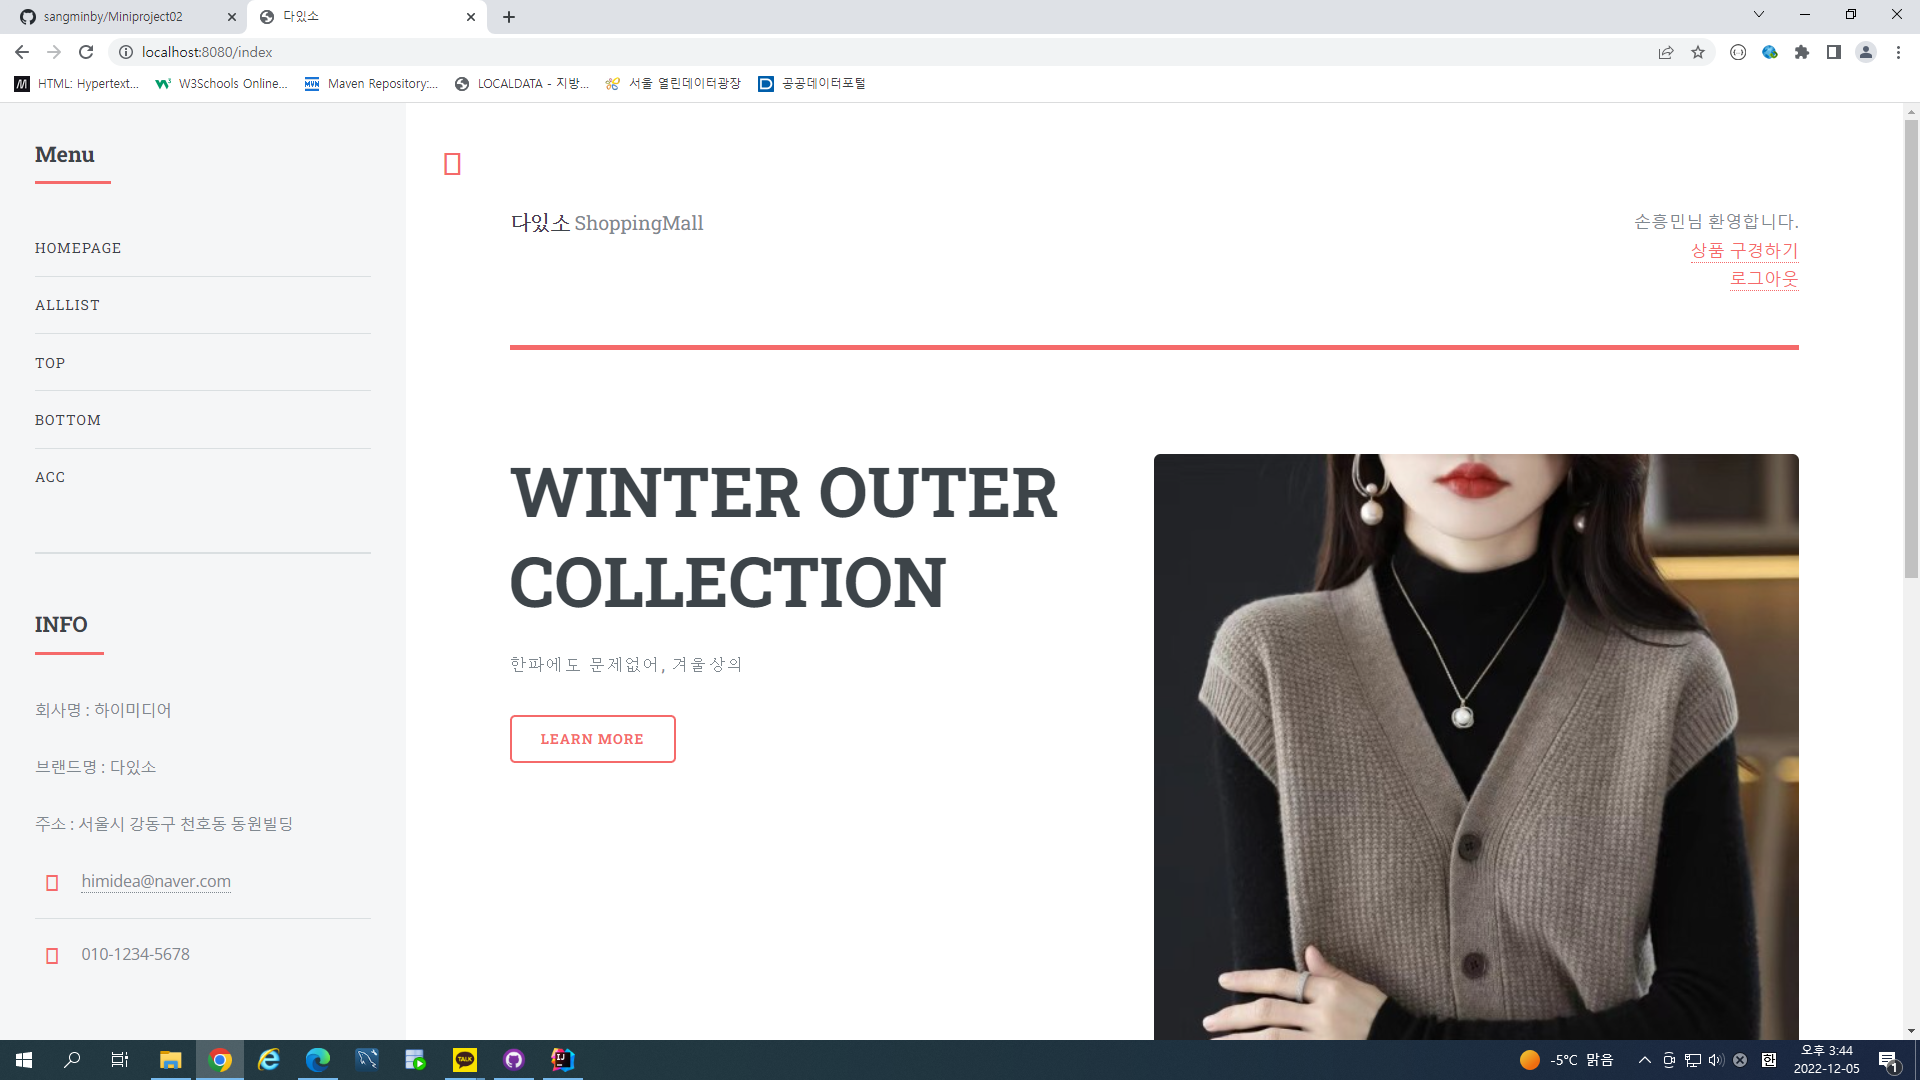 sangminby/Miniproject02
다있소
localhost:8080/index
HTML: Hypertext...
W3Schools Online...
Maven Repository:...
LOCALDATA - 지방...
서울 열린데이터광장
공공데이터포털
Menu
HOMEPAGE
ALLLIST
TOP
BOTTOM
ACC
INFO
회사명 : 하이미디어
브랜드명 : 다있소
주소 : 서울시 강동구 천호동 동원빌딩
himidea@naver.com
010-1234-5678
다있소 ShoppingMall
손흥민님 환영합니다.
상품 구경하기
로그아웃
WINTER OUTER
COLLECTION
한파에도 문제없어, 겨울상의
LEARN MORE
TALK
IJ
-5°C 맑음
한
오후 3:44
2022-12-05
1